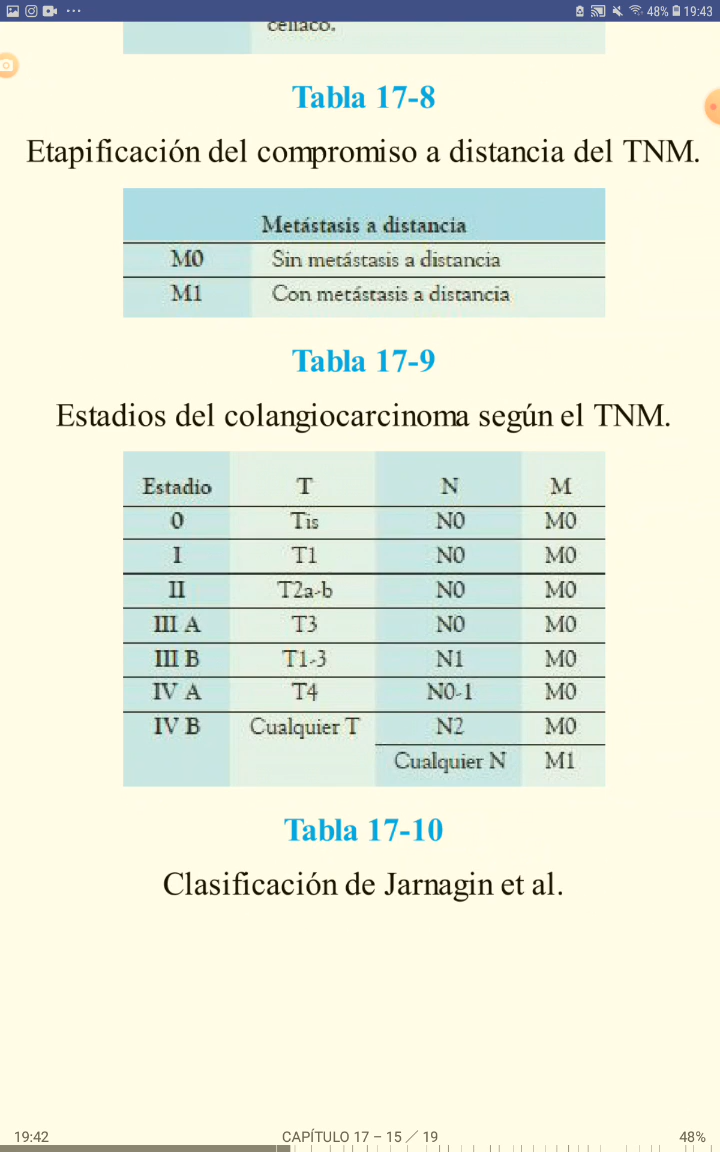 48% 19:43
celíaco.
Tabla 17-8
Etapificación del compromiso a distancia del TNM.
Metástasis a distancia
M0 Sin metástasis a distancia
M1 Con metástasis a distancia
Tabla 17-9
Estadios del colangiocarcinoma según el TNM.
Estadio T N M
0 Tis N0 M0
I T1 N0 M0
II T2a-b N0 M0
III A T3 N0 M0
III B T1-3 N1 M0
IV A T4 N0-1 M0
IV B Cualquier T N2 M0
Cualquier N M1
Tabla 17-10
Clasificación de Jarnagin et al.
19:42 CAPÍTULO 17 – 15 / 19 48%